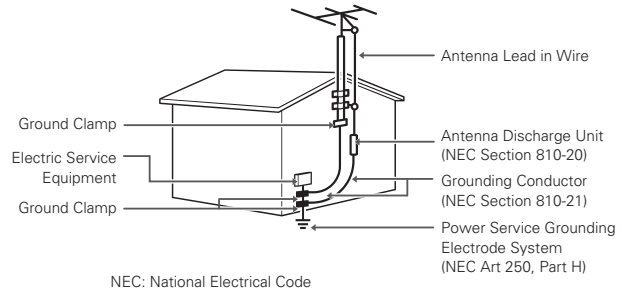 Antenna Lead in Wire
Ground Clamp
Antenna Discharge Unit
(NEC Section 810-20)
Electric Service
Equipment
Grounding Conductor
(NEC Section 810-21)
Ground Clamp
Power Service Grounding
Electrode System
(NEC Art 250, Part H)
NEC: National Electrical Code